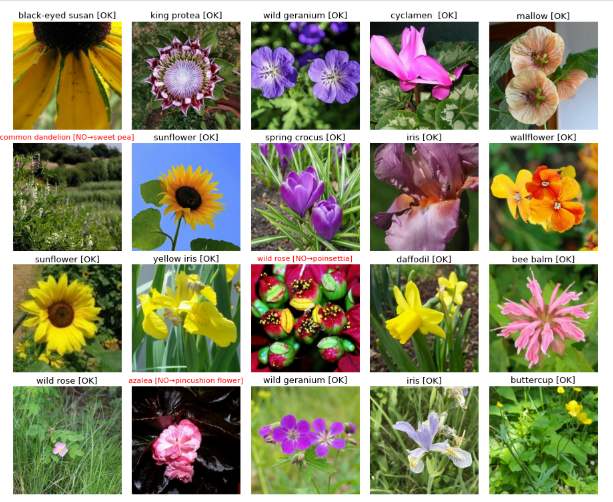 black-eyed susan [OK]
king protea [OK]
wild geranium [OK]
cyclamen [OK]
mallow [OK]
common dandelion [NO→sweet pea]
sunflower [OK]
spring crocus [OK]
iris [OK]
wallflower [OK]
sunflower [OK]
yellow iris [OK]
wild rose [NO→poinsettia]
daffodil [OK]
bee balm [OK]
wild rose [OK]
azalea [NO→pincushion flower]
wild geranium [OK]
iris [OK]
buttercup [OK]